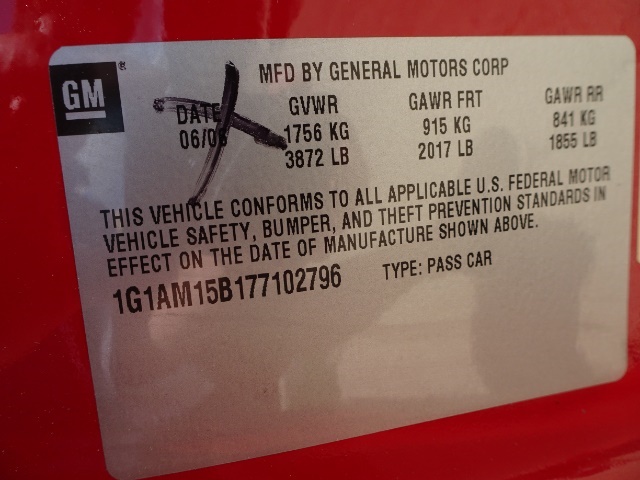 GM ®
MFD BY GENERAL MOTORS CORP
DATE GVWR GAWR FRT GAWR RR
06/06 1756 KG 915 KG 841 KG
3872 LB 2017 LB 1855 LB
THIS VEHICLE CONFORMS TO ALL APPLICABLE U.S. FEDERAL MOTOR
VEHICLE SAFETY, BUMPER, AND THEFT PREVENTION STANDARDS IN
EFFECT ON THE DATE OF MANUFACTURE SHOWN ABOVE.
1G1AM15B177102796 TYPE: PASS CAR